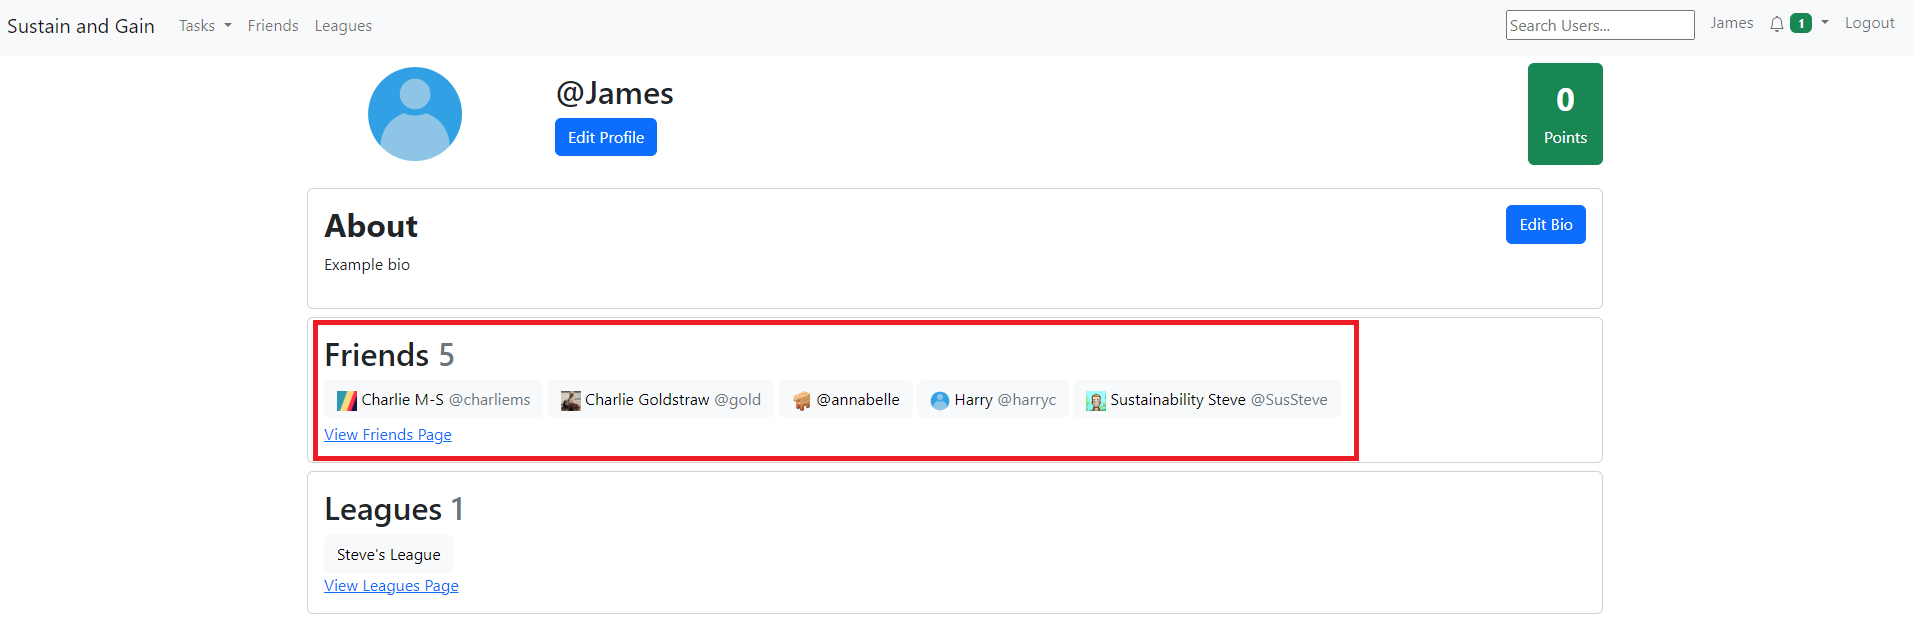 Sustain and Gain Tasks Friends Leagues Search Users... James 1 Logout
@James
Edit Profile
0
Points
About
Edit Bio
Example bio
Friends 5
Charlie M-S @charliems Charlie Goldstraw @gold @annabelle Harry @harryc Sustainability Steve @SusSteve
View Friends Page
Leagues 1
Steve's League
View Leagues Page